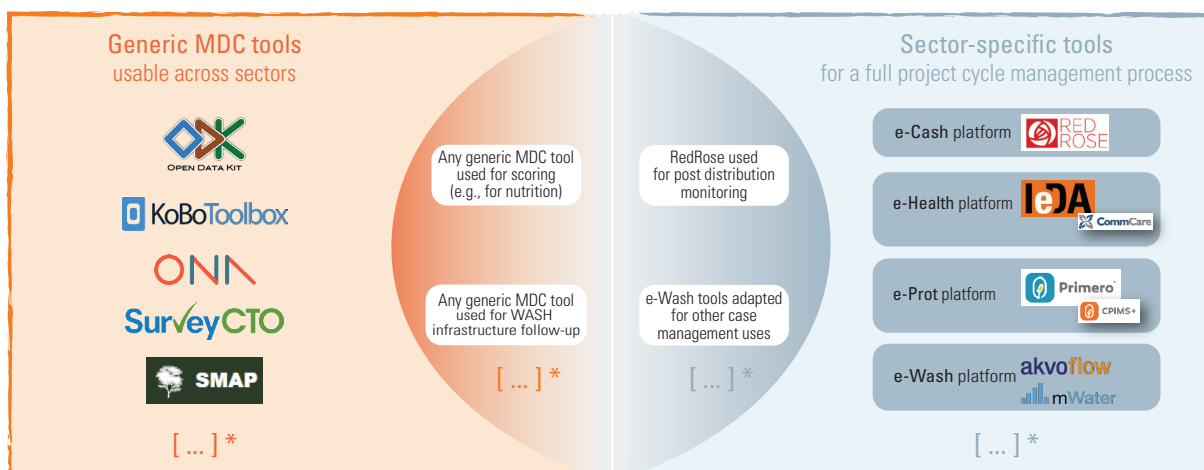 Generic MDC tools
usable across sectors
OPEN DATA KIT
KoBoToolbox
ONA
SurveyCTO
SMAP
[ ... ] *
Any generic MDC tool
used for scoring
(e.g., for nutrition)
Any generic MDC tool
used for WASH
infrastructure follow-up
[ ... ] *
RedRose used
for post distribution
monitoring
e-Wash tools adapted
for other case
management uses
[ ... ] *
Sector-specific tools
for a full project cycle management process
e-Cash platform
RED
ROSE
e-Health platform
IeDA
CommCare
e-Prot platform
Primero
CPIMS+
e-Wash platform
akvoflow
mWater
[ ... ] *